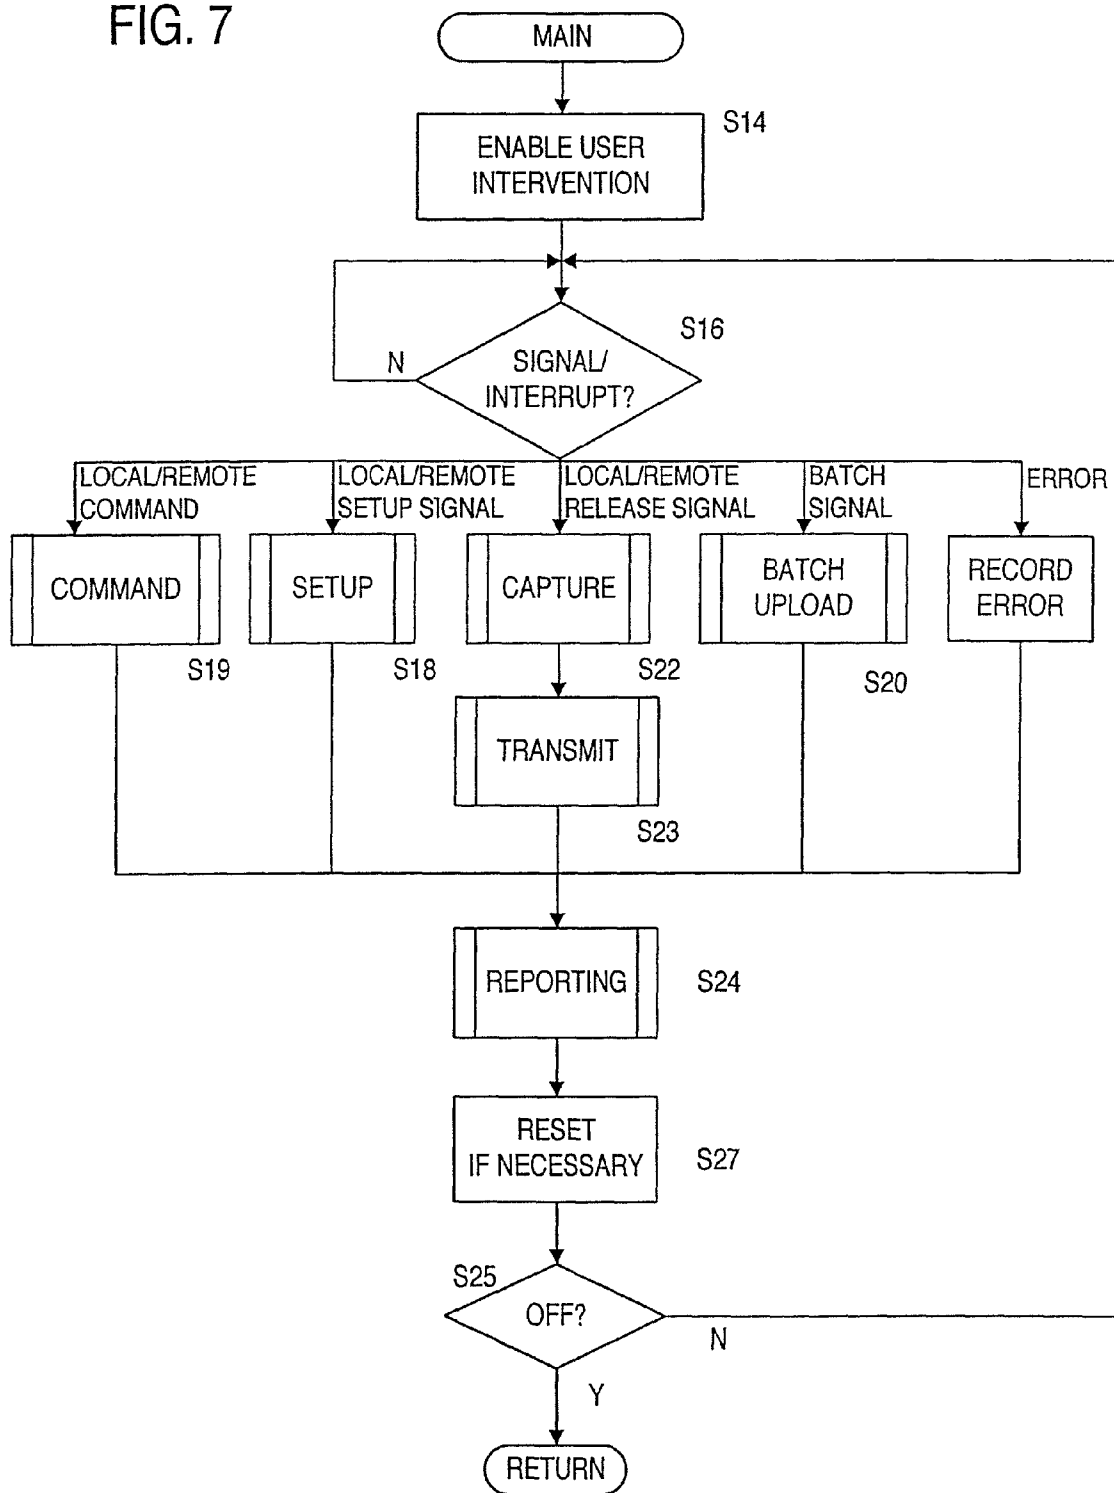 FIG. 7
MAIN
S14
ENABLE USER
INTERVENTION
S16
N
SIGNAL/
INTERRUPT?
LOCAL/REMOTE
COMMAND
LOCAL/REMOTE
SETUP SIGNAL
LOCAL/REMOTE
RELEASE SIGNAL
BATCH
SIGNAL
ERROR
COMMAND
SETUP
CAPTURE
BATCH
UPLOAD
RECORD
ERROR
S19
S18
S22
S20
TRANSMIT
S23
REPORTING
S24
RESET
IF NECESSARY
S27
S25
OFF?
N
Y
RETURN